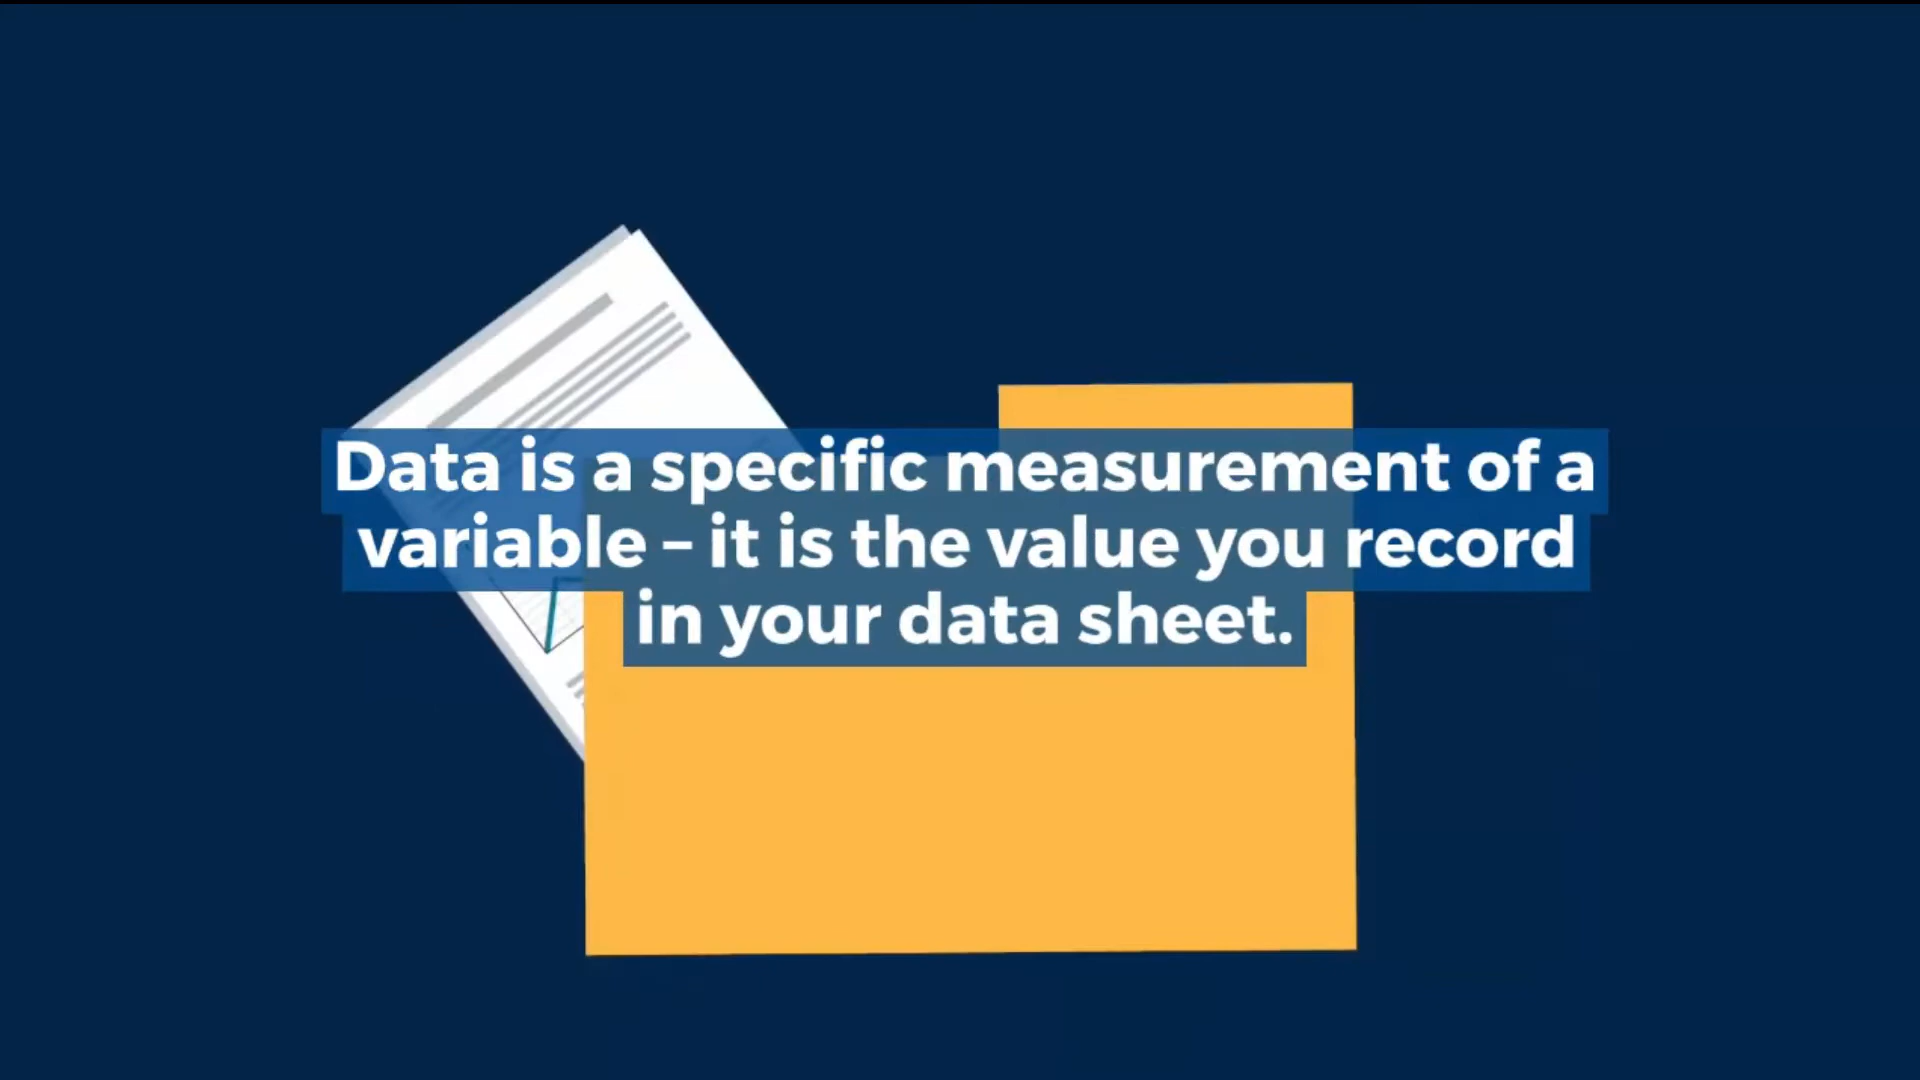 Data is a specific measurement of a
variable – it is the value you record
in your data sheet.